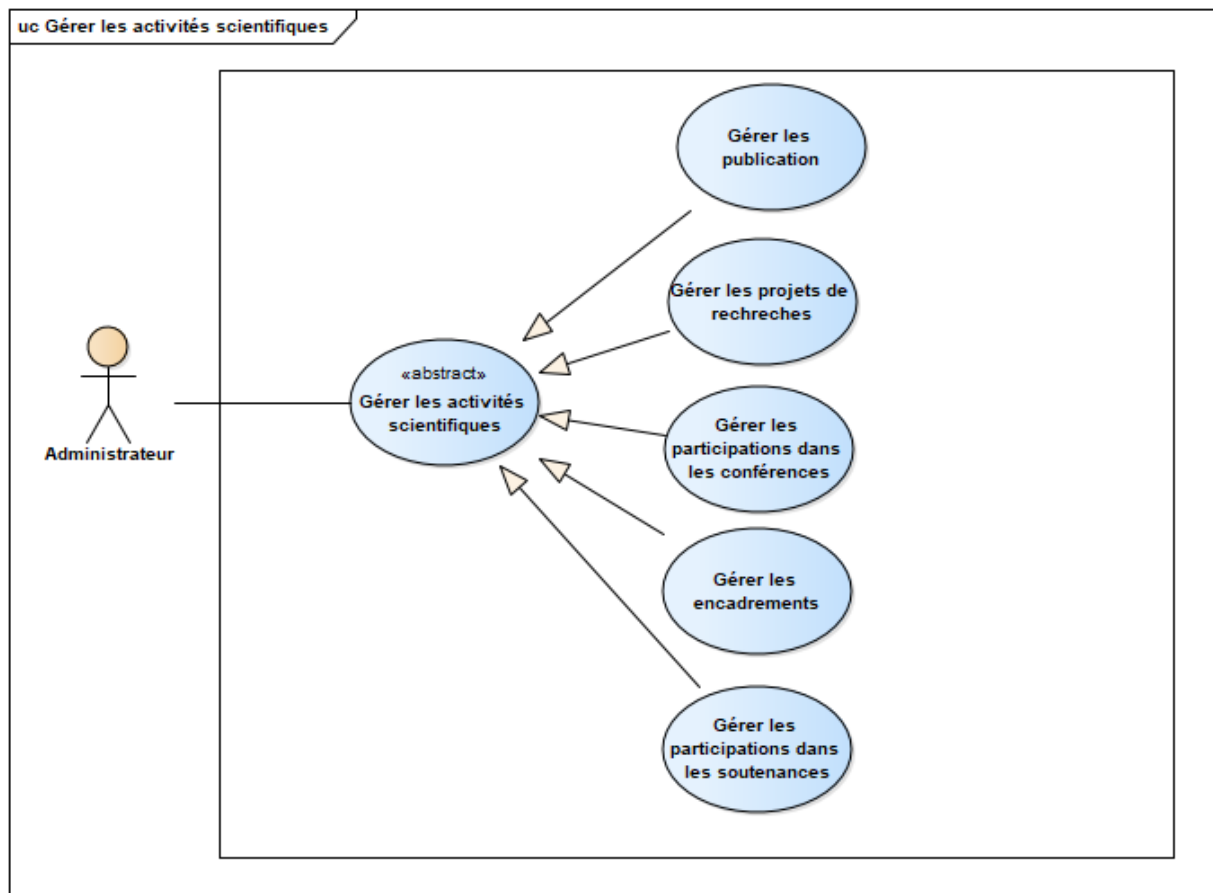 uc Gérer les activités scientifiques
Gérer les
publication
Gérer les projets de
rechreches
«abstract»
Gérer les activités
scientifiques
Gérer les
participations dans
les conférences
Administrateur
Gérer les
encadrements
Gérer les
participations dans
les soutenances